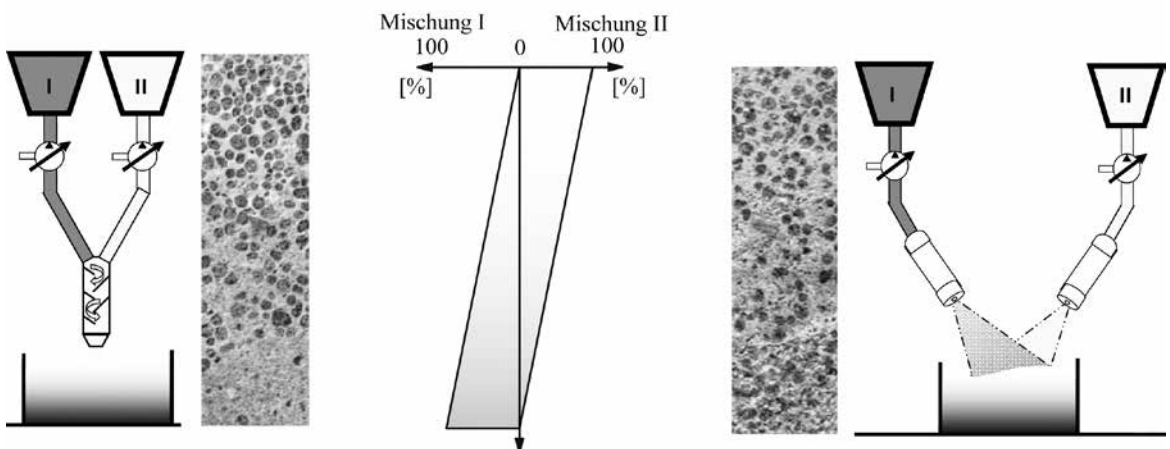 I II
Mischung I Mischung II
100 0 100
[%] [%]
I
II